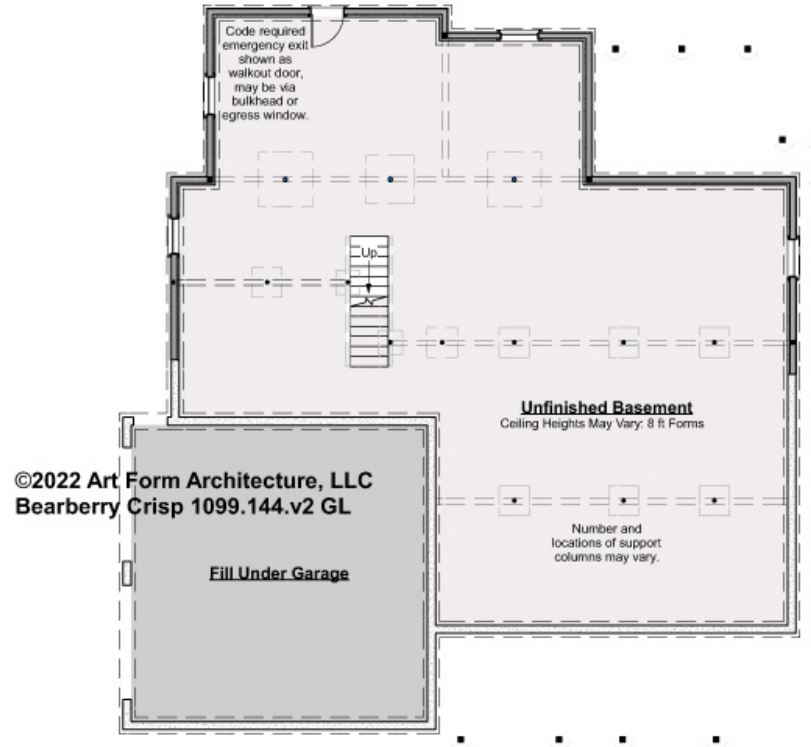 Code required
emergency exit
shown as
walkout door,
may be via
bulkhead or
egress window.
Up
Unfinished Basement
Ceiling Heights May Vary: 8 ft Forms
©2022 Art Form Architecture, LLC
Bearberry Crisp 1099.144.v2 GL
Number and
locations of support
columns may vary.
Fill Under Garage